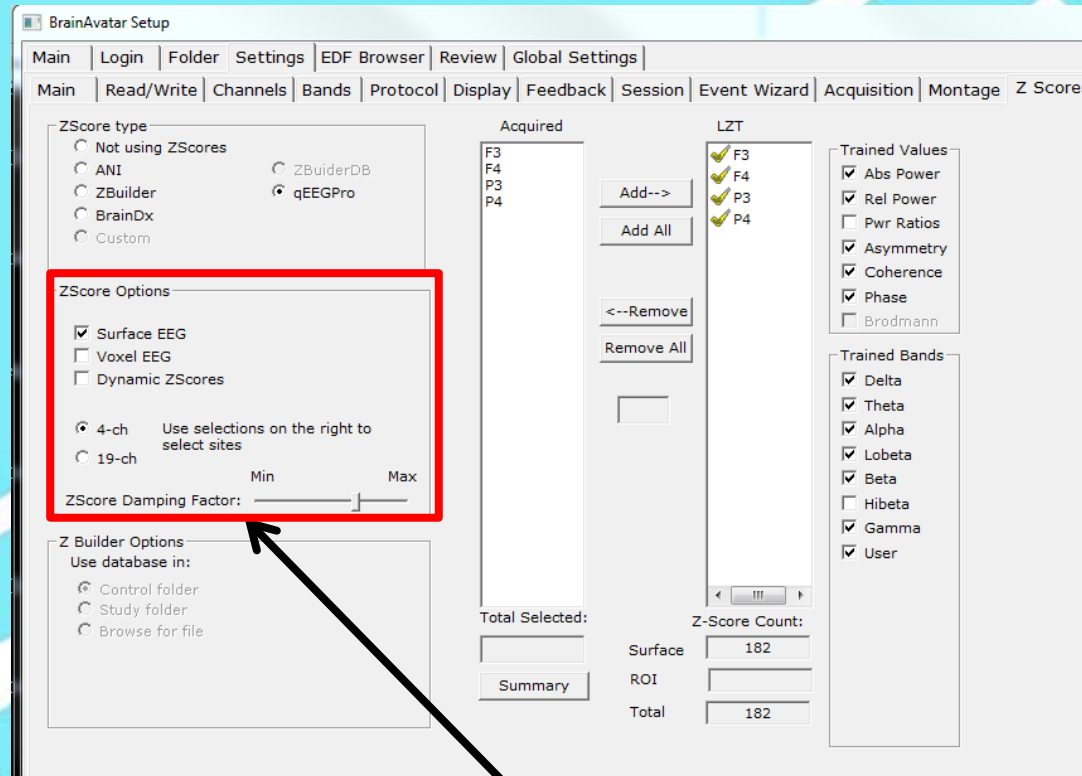 BrainAvatar Setup
Main Login Folder Settings EDF Browser Review Global Settings
Main Read/Write Channels Bands Protocol Display Feedback Session Event Wizard Acquisition Montage Z Score
ZScore type
Not using ZScores
ANI ZBuiderDB
ZBuilder qEEGPro
BrainDx
Custom
ZScore Options
Surface EEG
Voxel EEG
Dynamic ZScores
4-ch Use selections on the right to
select sites
19-ch
Min Max
ZScore Damping Factor:
Z Builder Options
Use database in:
Control folder
Study folder
Browse for file
Acquired
F3
F4
P3
P4
Total Selected:
Summary
Add-->
Add All
<--Remove
Remove All
LZT
F3
F4
P3
P4
Z-Score Count:
Surface 182
ROI
Total 182
Trained Values
Abs Power
Rel Power
Pwr Ratios
Asymmetry
Coherence
Phase
Brodmann
Trained Bands
Delta
Theta
Alpha
Lobeta
Beta
Hibeta
Gamma
User